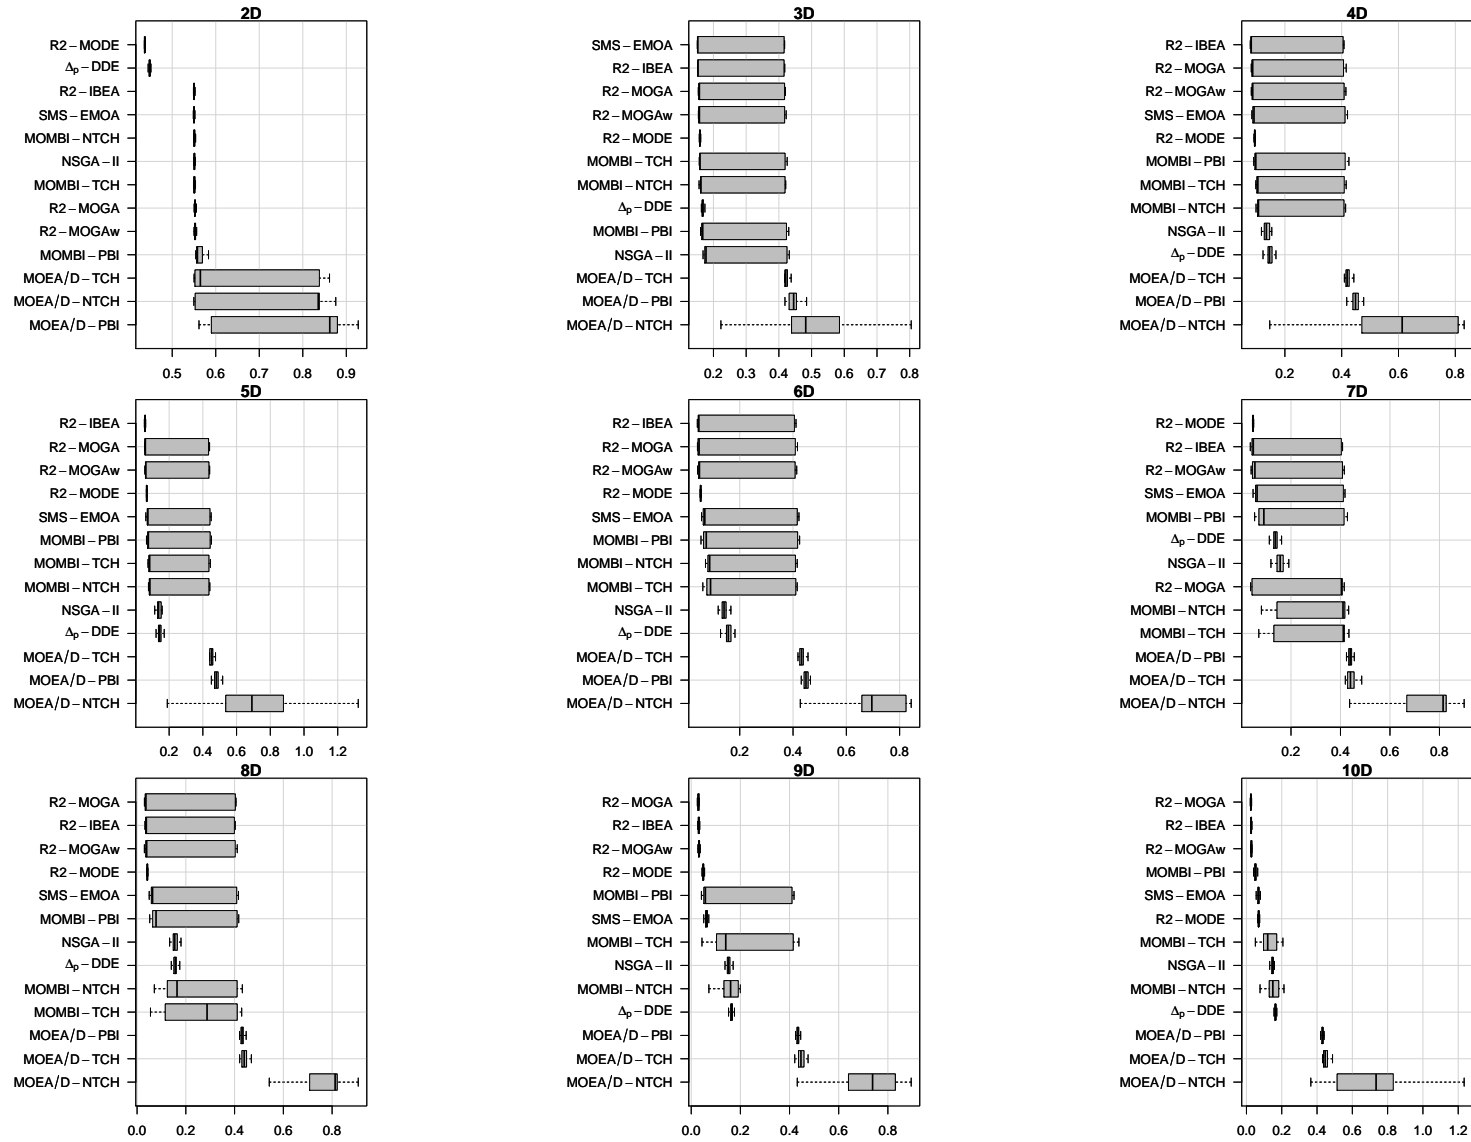 2D
R2−MODE
Δp−DDE
R2−IBEA
SMS−EMOA
MOMBI−NTCH
NSGA−II
MOMBI−TCH
R2−MOGA
R2−MOGAw
MOMBI−PBI
MOEA/D−TCH
MOEA/D−NTCH
MOEA/D−PBI
0.5 0.6 0.7 0.8 0.9
3D
SMS−EMOA
R2−IBEA
R2−MOGA
R2−MOGAw
R2−MODE
MOMBI−TCH
MOMBI−NTCH
Δp−DDE
MOMBI−PBI
NSGA−II
MOEA/D−TCH
MOEA/D−PBI
MOEA/D−NTCH
0.2 0.3 0.4 0.5 0.6 0.7 0.8
4D
R2−IBEA
R2−MOGA
R2−MOGAw
SMS−EMOA
R2−MODE
MOMBI−PBI
MOMBI−TCH
MOMBI−NTCH
NSGA−II
Δp−DDE
MOEA/D−TCH
MOEA/D−PBI
MOEA/D−NTCH
0.2 0.4 0.6 0.8
5D
R2−IBEA
R2−MOGA
R2−MOGAw
R2−MODE
SMS−EMOA
MOMBI−PBI
MOMBI−TCH
MOMBI−NTCH
NSGA−II
Δp−DDE
MOEA/D−TCH
MOEA/D−PBI
MOEA/D−NTCH
0.2 0.4 0.6 0.8 1.0 1.2
6D
R2−IBEA
R2−MOGA
R2−MOGAw
R2−MODE
SMS−EMOA
MOMBI−PBI
MOMBI−NTCH
MOMBI−TCH
NSGA−II
Δp−DDE
MOEA/D−TCH
MOEA/D−PBI
MOEA/D−NTCH
0.2 0.4 0.6 0.8
7D
R2−MODE
R2−IBEA
R2−MOGAw
SMS−EMOA
MOMBI−PBI
Δp−DDE
NSGA−II
R2−MOGA
MOMBI−NTCH
MOMBI−TCH
MOEA/D−PBI
MOEA/D−TCH
MOEA/D−NTCH
0.2 0.4 0.6 0.8
8D
R2−MOGA
R2−IBEA
R2−MOGAw
R2−MODE
SMS−EMOA
MOMBI−PBI
NSGA−II
Δp−DDE
MOMBI−NTCH
MOMBI−TCH
MOEA/D−PBI
MOEA/D−TCH
MOEA/D−NTCH
0.0 0.2 0.4 0.6 0.8
9D
R2−MOGA
R2−IBEA
R2−MOGAw
R2−MODE
MOMBI−PBI
SMS−EMOA
MOMBI−TCH
NSGA−II
MOMBI−NTCH
Δp−DDE
MOEA/D−PBI
MOEA/D−TCH
MOEA/D−NTCH
0.0 0.2 0.4 0.6 0.8
10D
R2−MOGA
R2−IBEA
R2−MOGAw
MOMBI−PBI
SMS−EMOA
R2−MODE
MOMBI−TCH
NSGA−II
MOMBI−NTCH
Δp−DDE
MOEA/D−PBI
MOEA/D−TCH
MOEA/D−NTCH
0.0 0.2 0.4 0.6 0.8 1.0 1.2